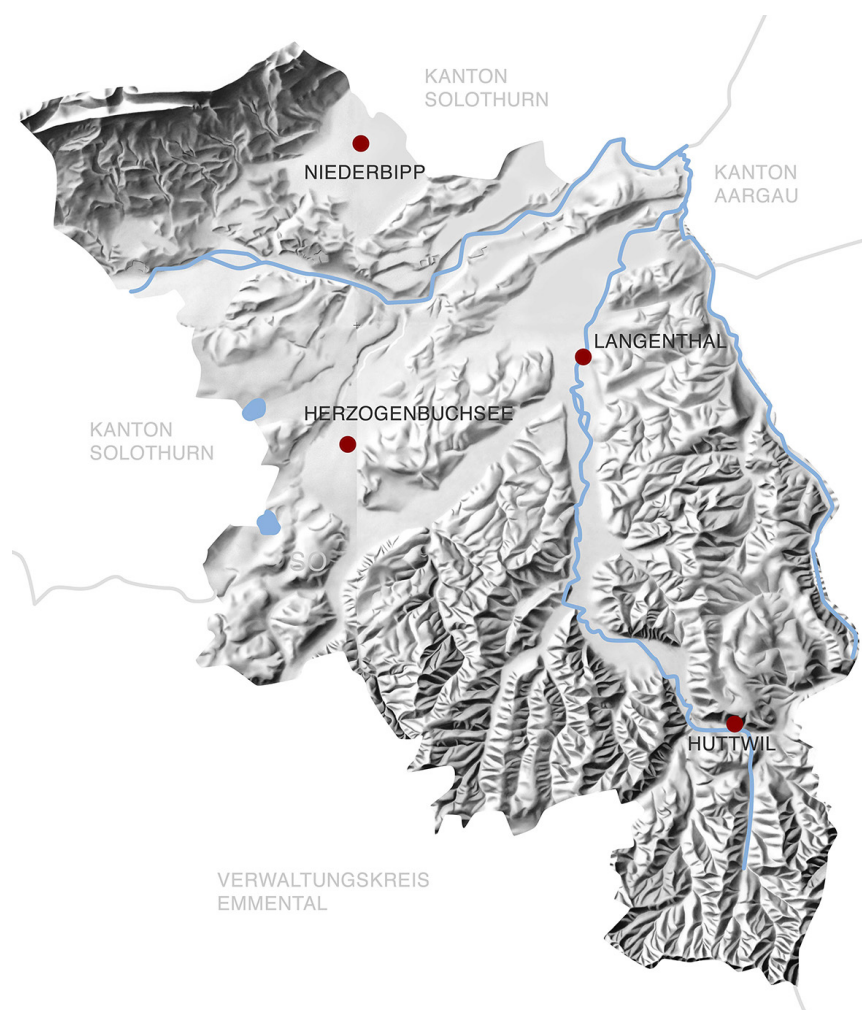 KANTON
SOLOTHURN
NIEDERBIPP
KANTON
AARGAU
LANGENTHAL
HERZOGENBUCHSEE
KANTON
SOLOTHURN
HUTTWIL
VERWALTUNGSKREIS
EMMENTAL